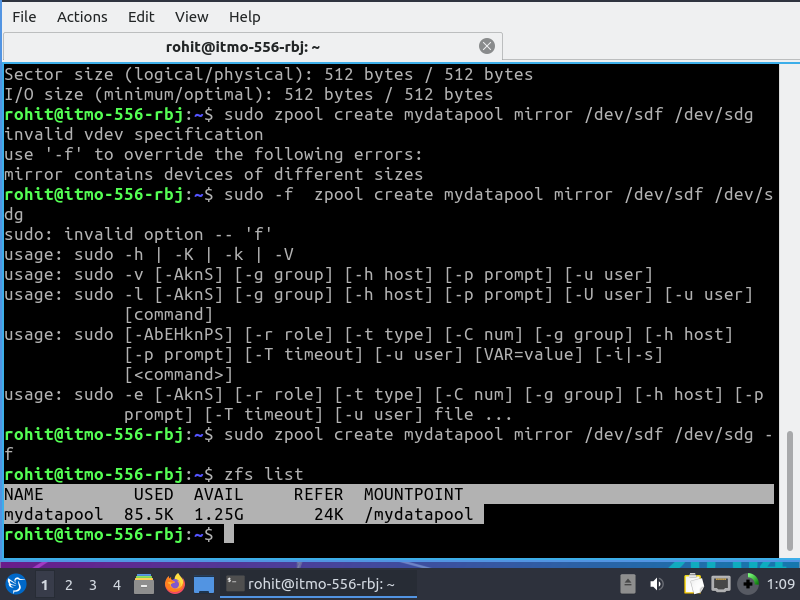 File Actions Edit View Help
rohit@itmo-556-rbj: ~
Sector size (logical/physical): 512 bytes / 512 bytes
I/O size (minimum/optimal): 512 bytes / 512 bytes
rohit@itmo-556-rbj:~$ sudo zpool create mydatapool mirror /dev/sdf /dev/sdg
invalid vdev specification
use '-f' to override the following errors:
mirror contains devices of different sizes
rohit@itmo-556-rbj:~$ sudo -f  zpool create mydatapool mirror /dev/sdf /dev/s
dg
sudo: invalid option -- 'f'
usage: sudo -h | -K | -k | -V
usage: sudo -v [-AknS] [-g group] [-h host] [-p prompt] [-u user]
usage: sudo -l [-AknS] [-g group] [-h host] [-p prompt] [-U user] [-u user]
            [command]
usage: sudo [-AbEHknPS] [-r role] [-t type] [-C num] [-g group] [-h host]
            [-p prompt] [-T timeout] [-u user] [VAR=value] [-i|-s]
            [<command>]
usage: sudo -e [-AknS] [-r role] [-t type] [-C num] [-g group] [-h host] [-p
            prompt] [-T timeout] [-u user] file ...
rohit@itmo-556-rbj:~$ sudo zpool create mydatapool mirror /dev/sdf /dev/sdg -
f
rohit@itmo-556-rbj:~$ zfs list
NAME         USED  AVAIL     REFER  MOUNTPOINT
mydatapool  85.5K  1.25G       24K  /mydatapool
rohit@itmo-556-rbj:~$
1 2 3 4 rohit@itmo-556-rbj: ~ 1:09